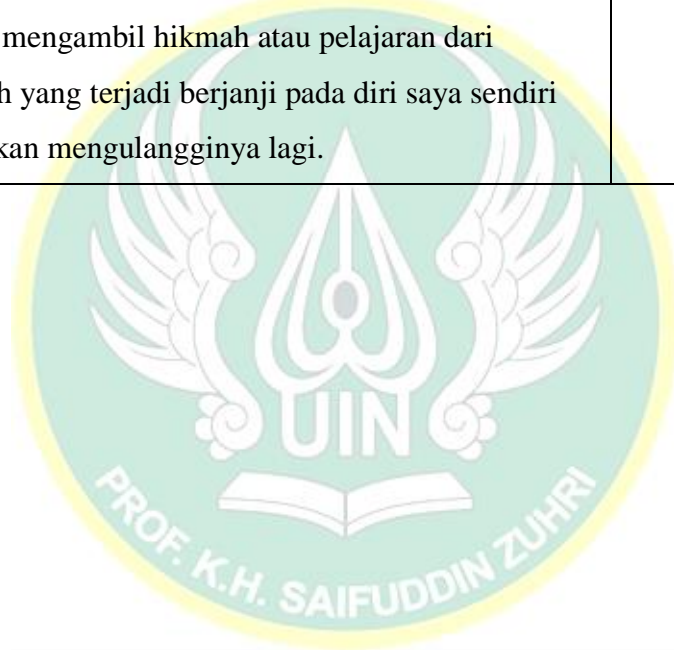 mengambil hikmah atau pelajaran dari
h yang terjadi berjanji pada diri saya sendiri
kan mengulangginya lagi.
UIN
PROF. K.H. SAIFUDDIN ZUHRI